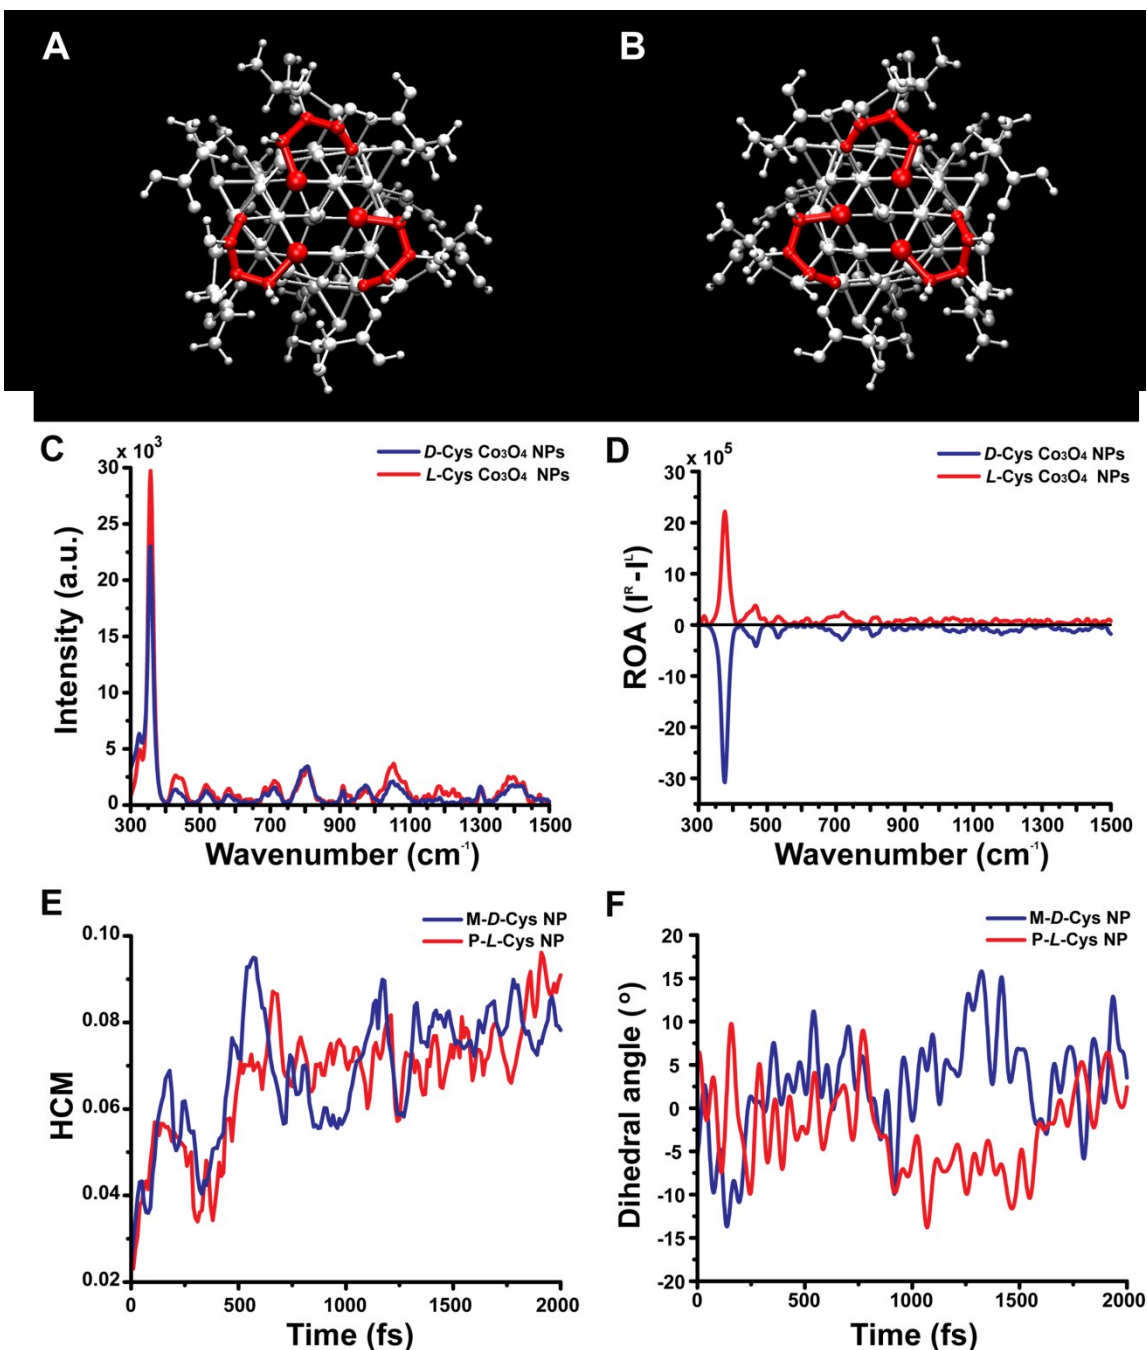 A
B
C
x 10³
D-Cys Co₃O₄ NPs
L-Cys Co₃O₄ NPs
30
25
20
15
10
5
0
Intensity (a.u.)
300 500 700 900 1100 1300 1500
Wavenumber (cm⁻¹)
D
x 10⁵
D-Cys Co₃O₄ NPs
L-Cys Co₃O₄ NPs
30
20
10
0
-10
-20
-30
ROA (Iᴿ-Iᴸ)
300 500 700 900 1100 1300 1500
Wavenumber (cm⁻¹)
E
M-D-Cys NP
P-L-Cys NP
0.10
0.08
0.06
0.04
0.02
HCM
0 500 1000 1500 2000
Time (fs)
F
M-D-Cys NP
P-L-Cys NP
20
15
10
5
0
-5
-10
-15
-20
Dihedral angle (°)
0 500 1000 1500 2000
Time (fs)